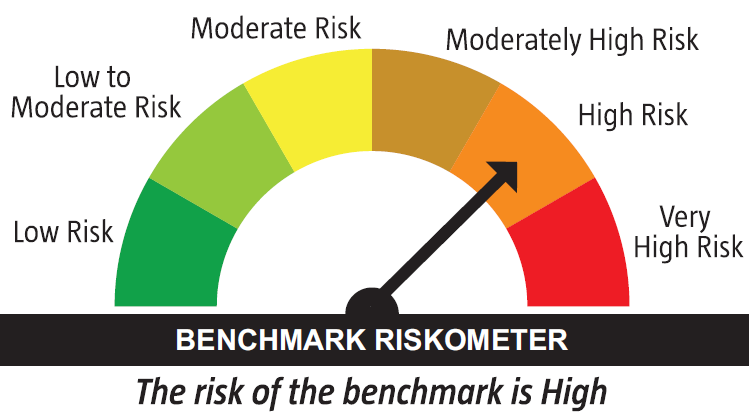 Moderate Risk
Moderately High Risk
Low to
Moderate Risk
High Risk
Low Risk
Very
High Risk
BENCHMARK RISKOMETER
The risk of the benchmark is High